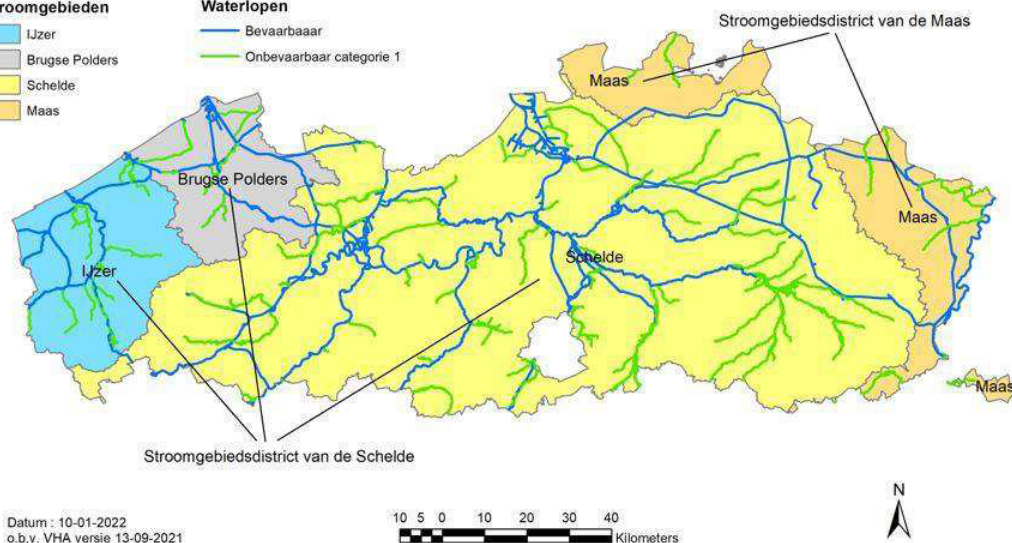 roomgebieden
IJzer
Brugse Polders
Schelde
Maas
Waterlopen
Bevaarbaaar
Onbevaarbaar categorie 1
Stroomgebiedsdistrict van de Maas
Maas
Brugse Polders
Maas
IJzer
Schelde
Maas
Stroomgebiedsdistrict van de Schelde
N
10 5 0 10 20 30 40
Kilometers
Datum : 10-01-2022
o.b.v. VHA versie 13-09-2021